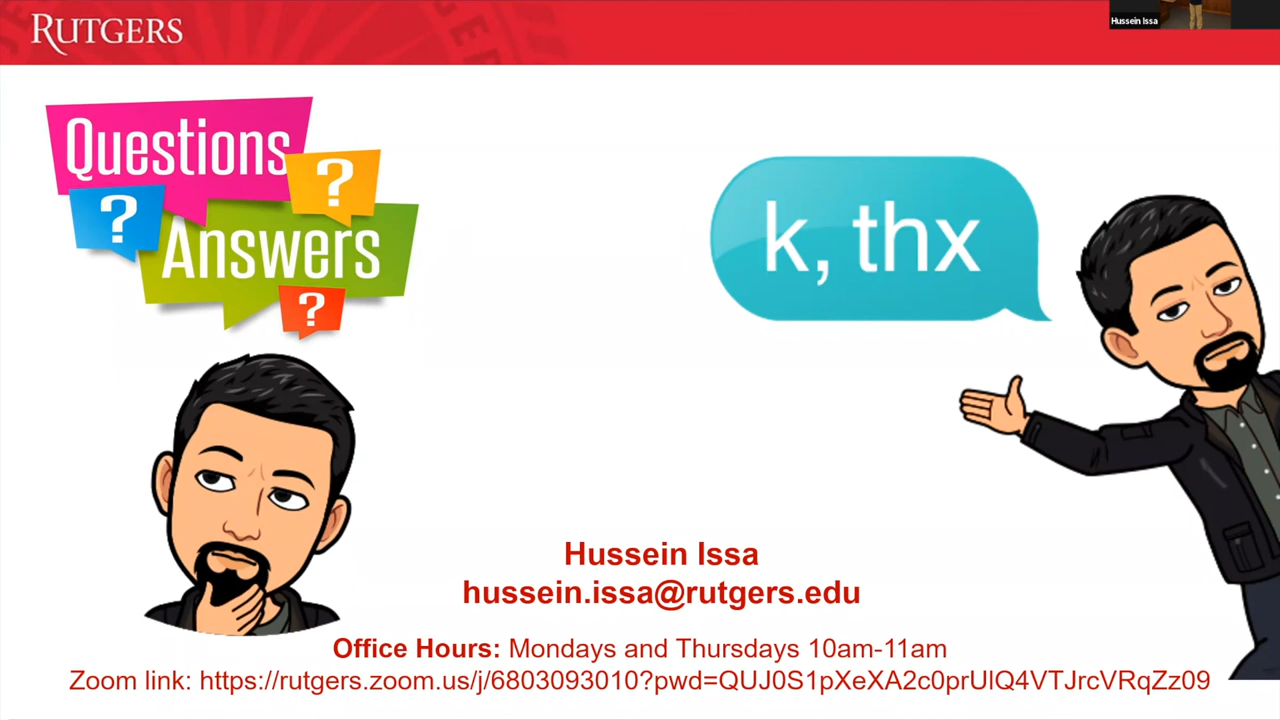 RUTGERS
Hussein Issa
Questions
?
?
Answers
?
k, thx
Hussein Issa
hussein.issa@rutgers.edu
Office Hours: Mondays and Thursdays 10am-11am
Zoom link: https://rutgers.zoom.us/j/6803093010?pwd=QUJ0S1pXeXA2c0prUlQ4VTJrcVRqZz09